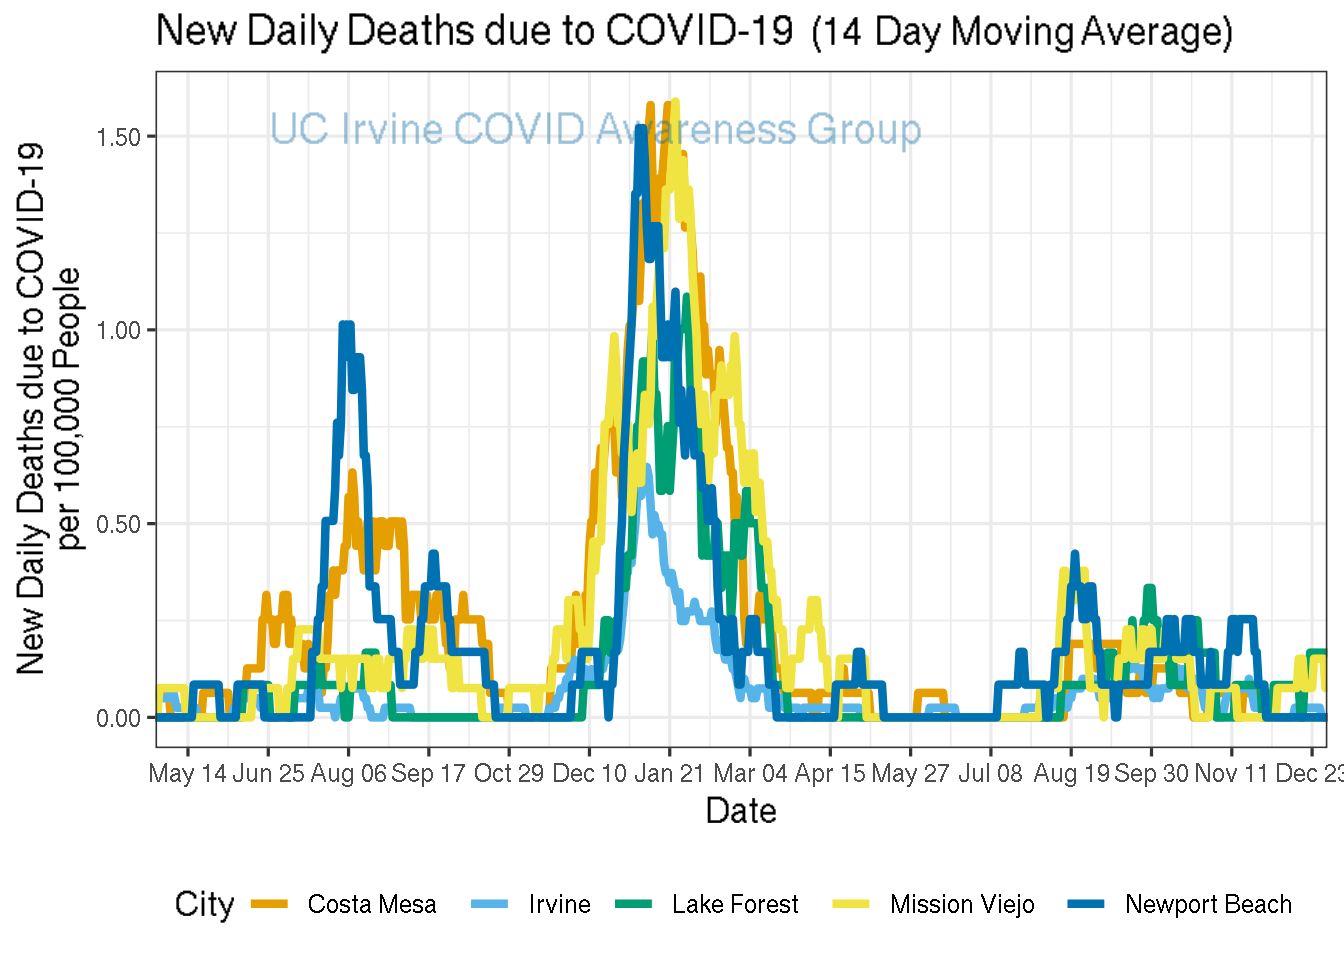 New Daily Deaths due to COVID-19 (14 Day Moving Average)
UC Irvine COVID Awareness Group
New Daily Deaths due to COVID-19
per 100,000 People
1.50
1.00
0.50
0.00
May 14 Jun 25 Aug 06 Sep 17 Oct 29 Dec 10 Jan 21 Mar 04 Apr 15 May 27 Jul 08 Aug 19 Sep 30 Nov 11 Dec 23
Date
City Costa Mesa Irvine Lake Forest Mission Viejo Newport Beach